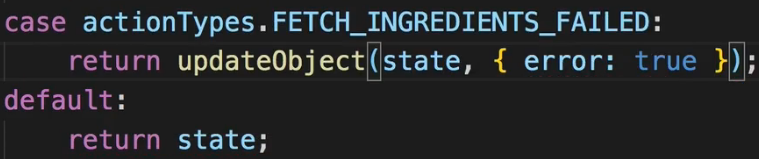 case actionTypes.FETCH_INGREDIENTS_FAILED:
    return updateObject(state, { error: true });
default:
    return state;